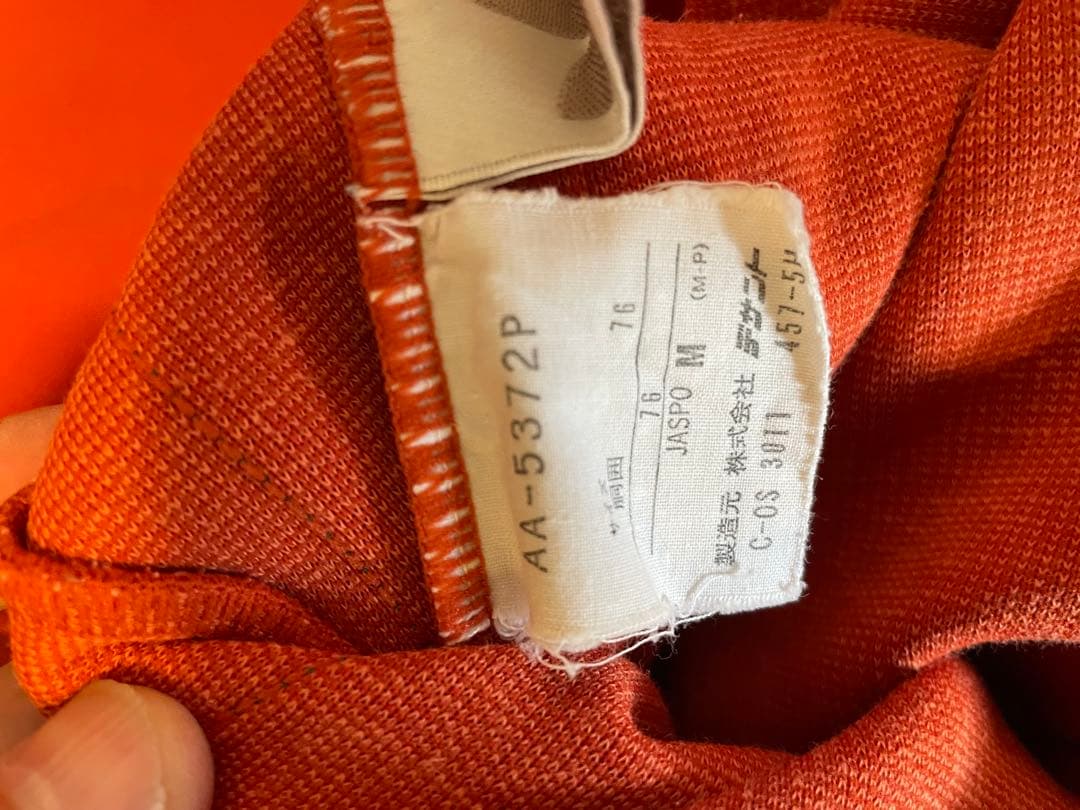 AA-5372P
サイズ
胴囲 76
76
JASPO M (M-P)
製造元 株式会社 デサント
C-OS 3011 457-5μ